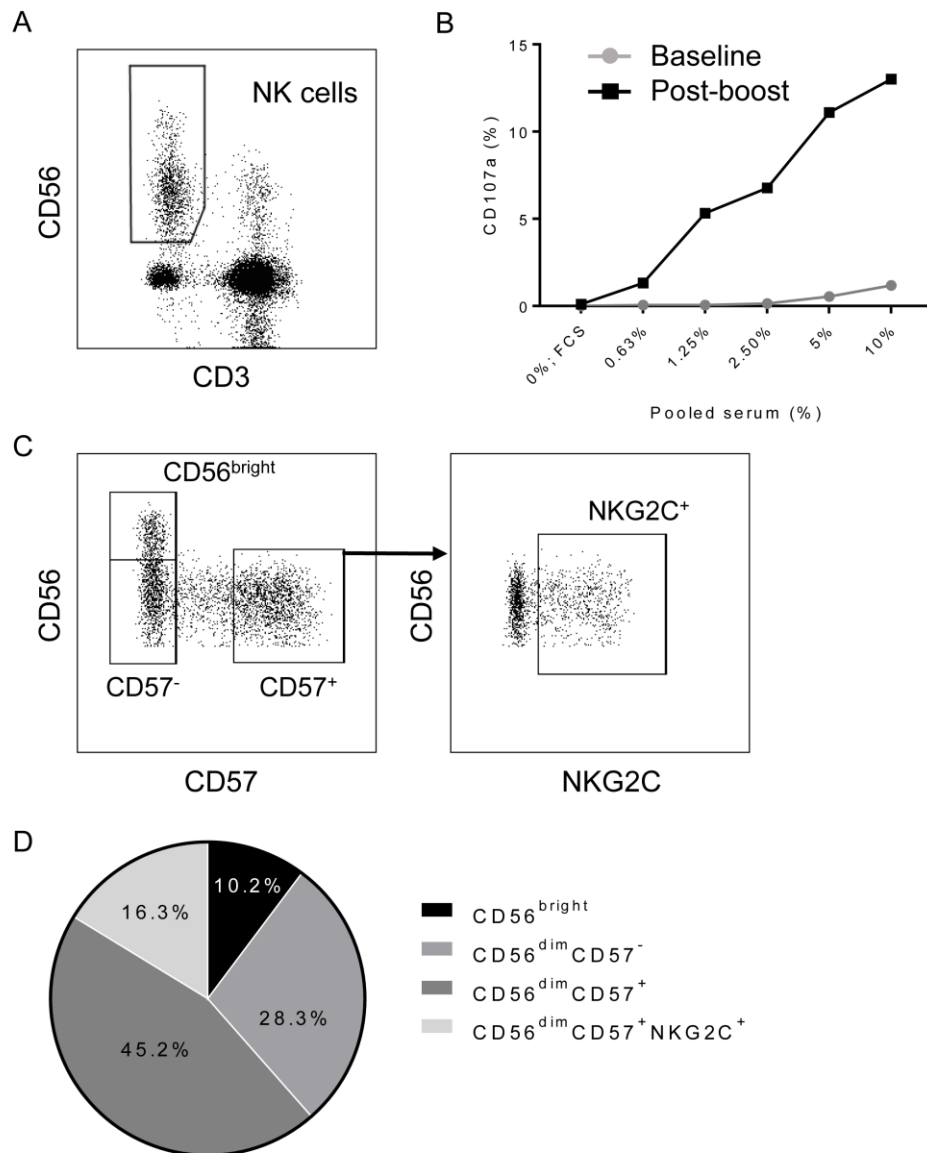 A
NK cells
CD56
CD3
B
Baseline
Post-boost
CD107a (%)
15
10
5
0
0%; FCS
0.63%
1.25%
2.50%
5%
10%
Pooled serum (%)
C
CD56bright
CD56
CD57-
CD57+
CD57
NKG2C+
CD56
NKG2C
D
10.2%
16.3%
28.3%
45.2%
CD56bright
CD56dimCD57-
CD56dimCD57+
CD56dimCD57+NKG2C+